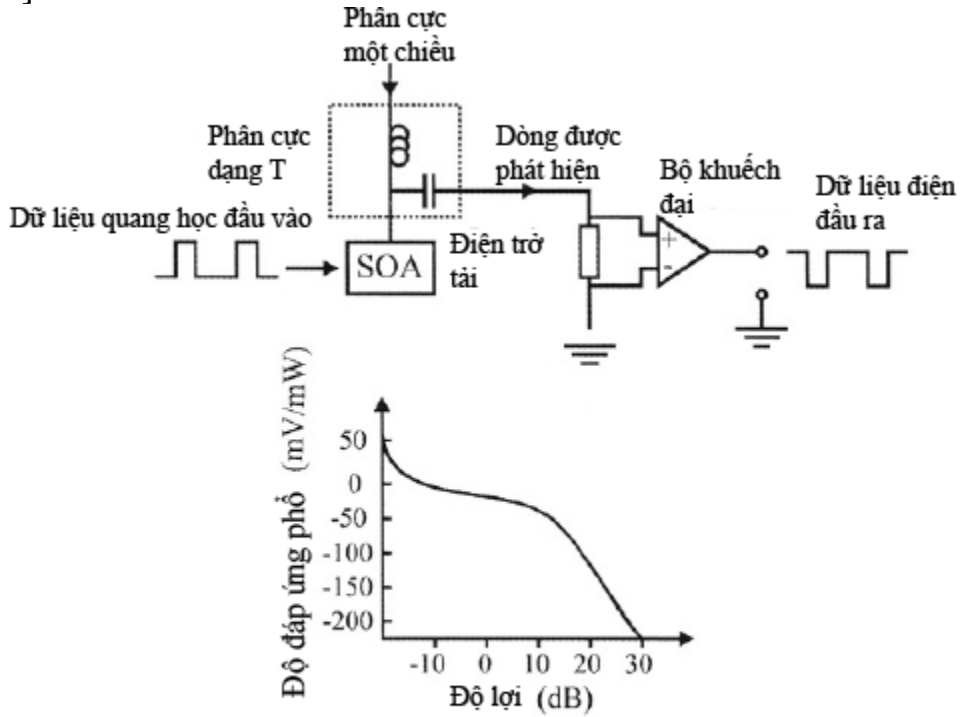 ]
Phân cực
một chiều
Phân cực
dạng T
Dòng được
phát hiện
Bộ khuếch
đại
Dữ liệu điện
đầu ra
Dữ liệu quang học đầu vào
SOA
Điện trở
tải
+
-
Độ đáp ứng phổ (mV/mW)
50
0
-50
-100
-150
-200
-10 0 10 20 30
Độ lợi (dB)